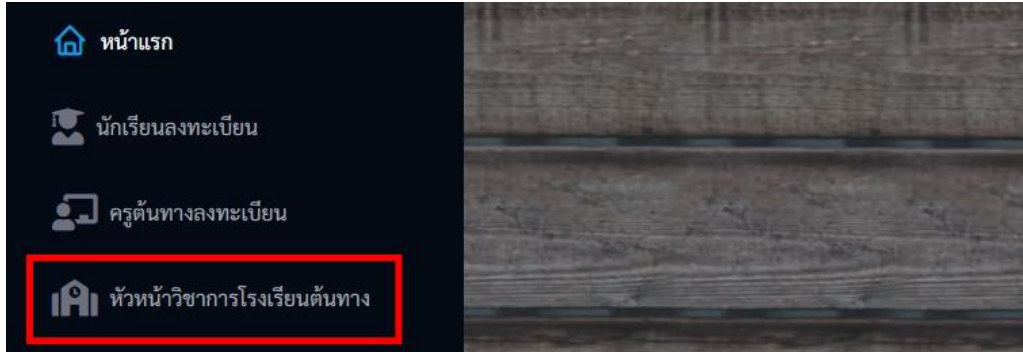 หน้าแรก
นักเรียนลงทะเบียน
ครูต้นทางลงทะเบียน
หัวหน้าวิชาการโรงเรียนต้นทาง